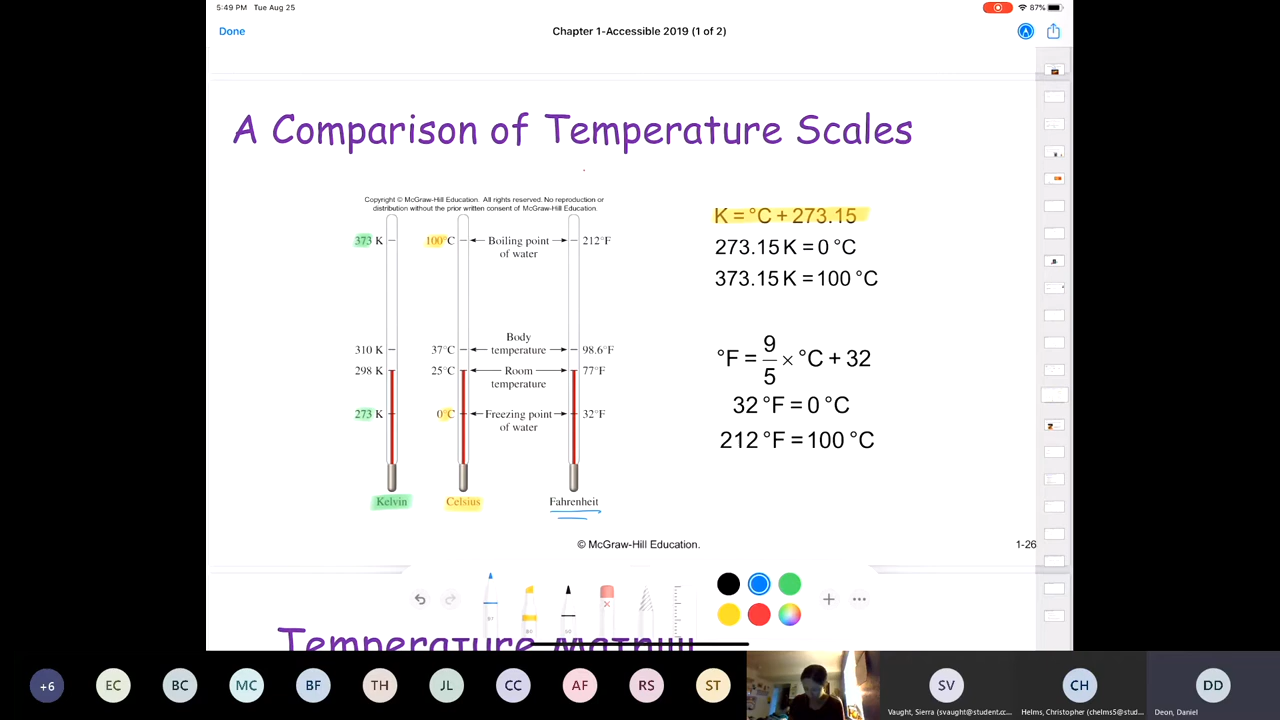 5:49 PM Tue Aug 25
87%
Done
Chapter 1-Accessible 2019 (1 of 2)
A Comparison of Temperature Scales
Copyright © McGraw-Hill Education. All rights reserved. No reproduction or
distribution without the prior written consent of McGraw-Hill Education.
373 K
100°C
Boiling point
of water
212°F
310 K
37°C
Body
temperature
98.6°F
298 K
25°C
Room
temperature
77°F
273 K
0°C
Freezing point
of water
32°F
Kelvin
Celsius
Fahrenheit
K = °C + 273.15
273.15 K = 0 °C
373.15 K = 100 °C
°F = 9/5 × °C + 32
32 °F = 0 °C
212 °F = 100 °C
© McGraw-Hill Education.
1-26
+6
EC
BC
MC
BF
TH
JL
CC
AF
RS
ST
SV
CH
DD
Vaught, Sierra (svaught@student.cc...
Helms, Christopher (chelms5@stud...
Deon, Daniel